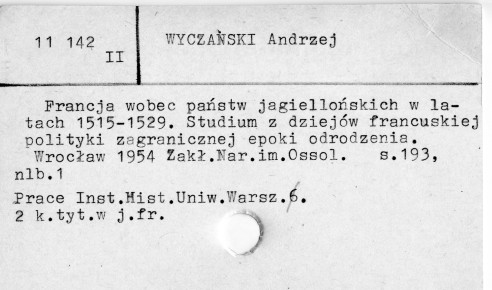 11 142
II
WYCZAŃSKI Andrzej
Francja wobec państw jagiellońskich w la-
tach 1515-1529. Studium z dziejów francuskiej
polityki zagranicznej epoki odrodzenia.
Wrocław 1954 Zakł.Nar.im.Ossol. s.193,
nlb.1
Prace Inst.Hist.Uniw.Warsz.6.
2 k.tyt.w j.fr.